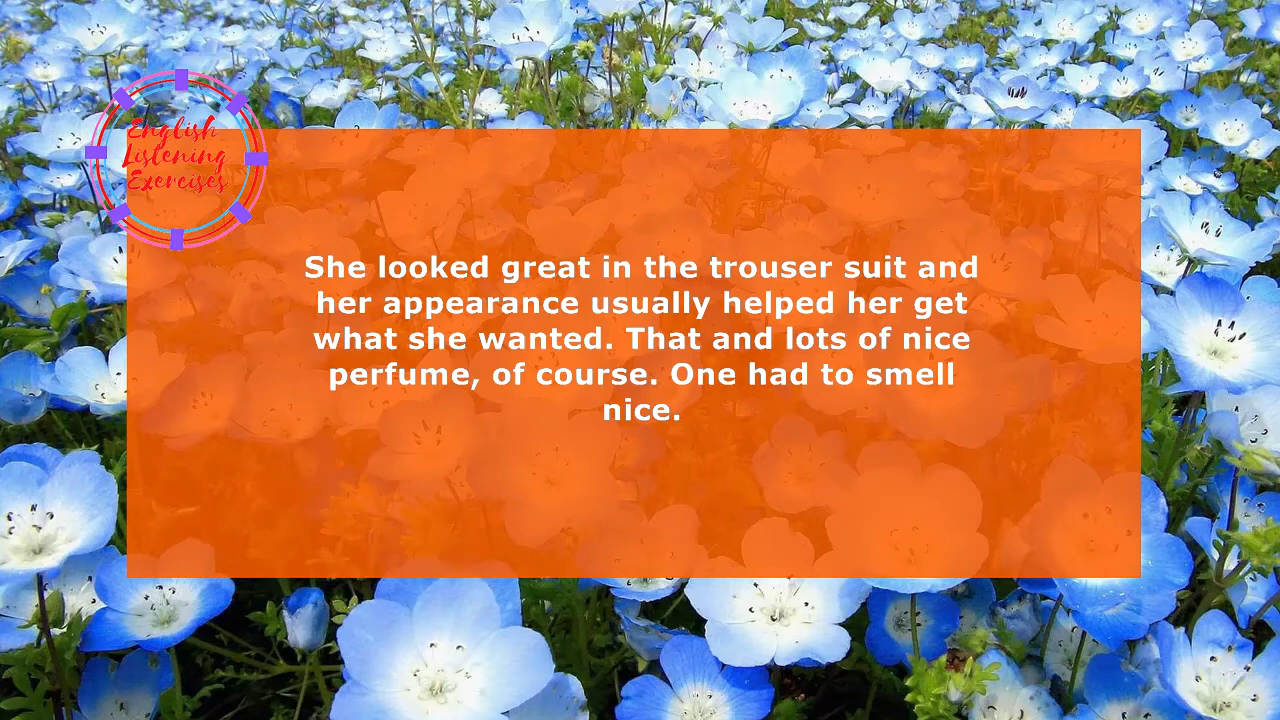 English
Listening
Exercises
She looked great in the trouser suit and
her appearance usually helped her get
what she wanted. That and lots of nice
perfume, of course. One had to smell
nice.